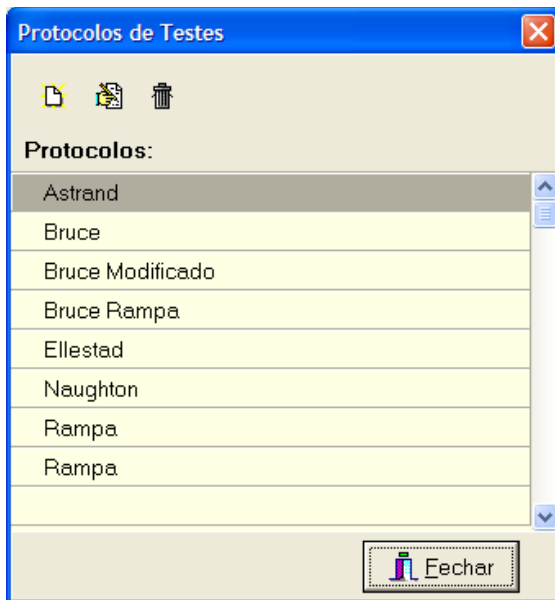 Protocolos de Testes
Protocolos:
Astrand
Bruce
Bruce Modificado
Bruce Rampa
Ellestad
Naughton
Rampa
Rampa
Fechar